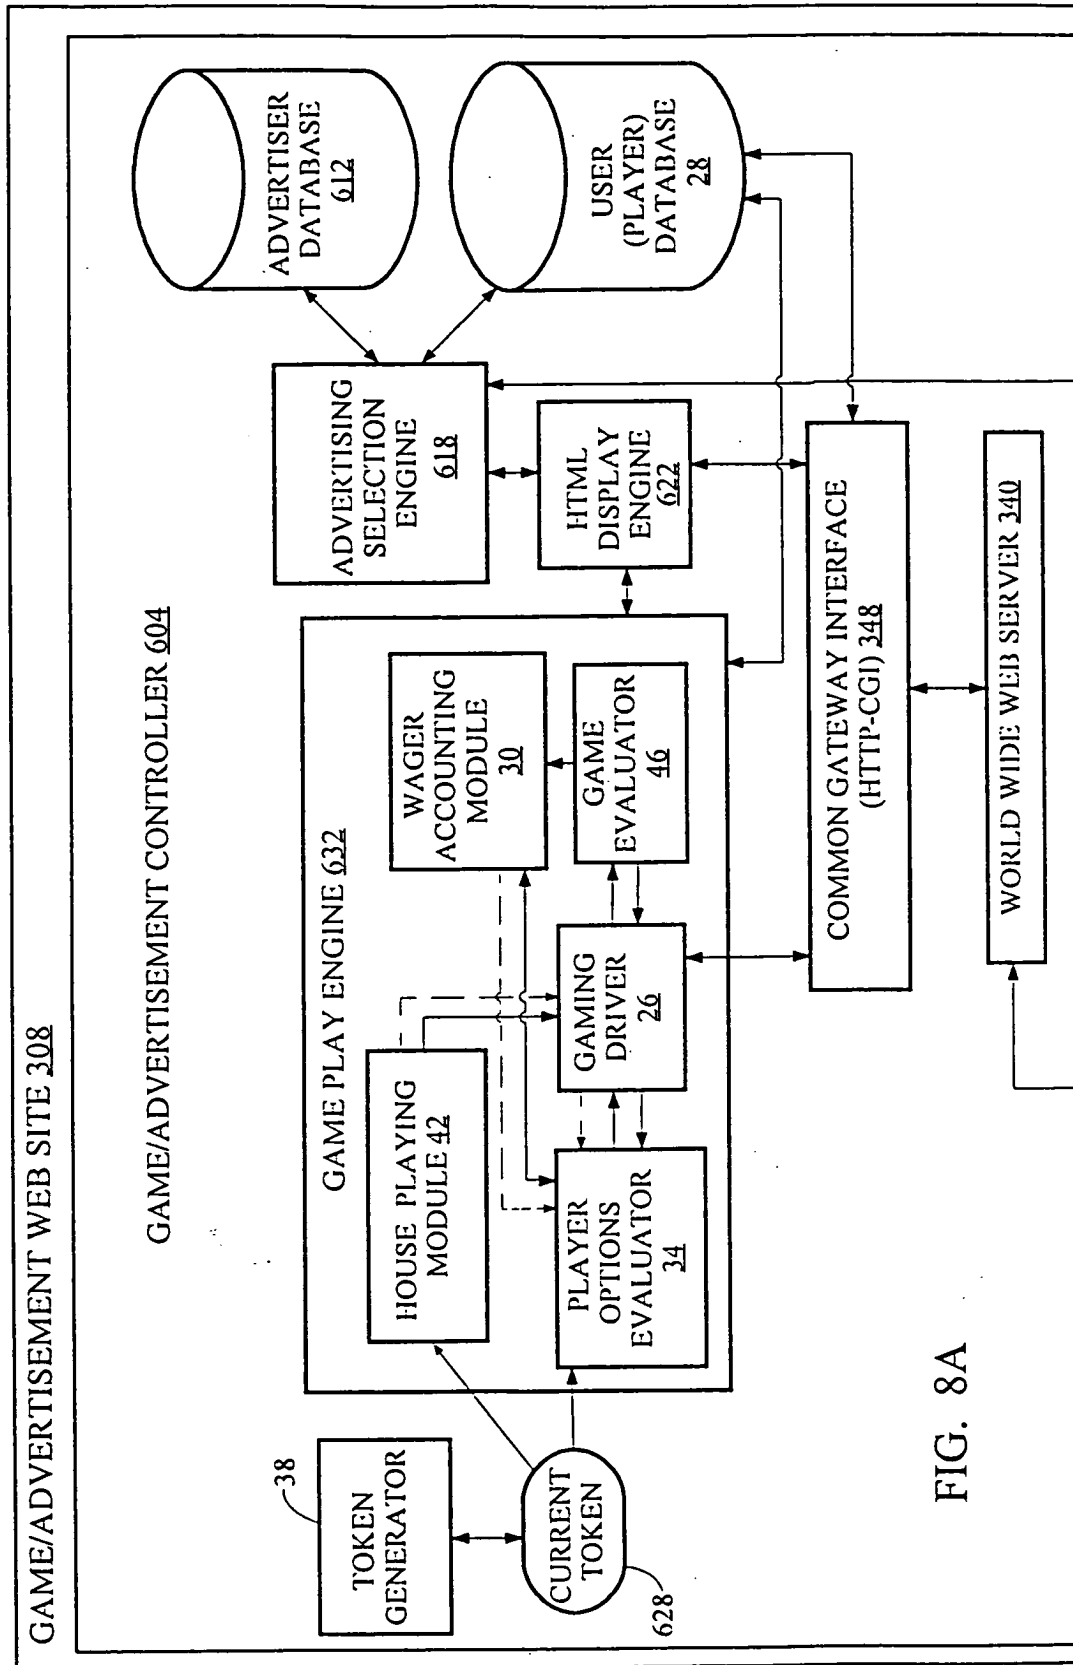 GAME/ADVERTISEMENT WEB SITE 308
GAME/ADVERTISEMENT CONTROLLER 604
38
TOKEN
GENERATOR
CURRENT
TOKEN
628
GAME PLAY ENGINE 632
HOUSE PLAYING
MODULE 42
WAGER
ACCOUNTING
MODULE
30
PLAYER
OPTIONS
EVALUATOR
34
GAMING
DRIVER
26
GAME
EVALUATOR
46
ADVERTISING
SELECTION
ENGINE
618
HTML
DISPLAY
ENGINE
622
ADVERTISER
DATABASE
612
USER
(PLAYER)
DATABASE
28
COMMON GATEWAY INTERFACE
(HTTP-CGI) 348
WORLD WIDE WEB SERVER 340
FIG. 8A